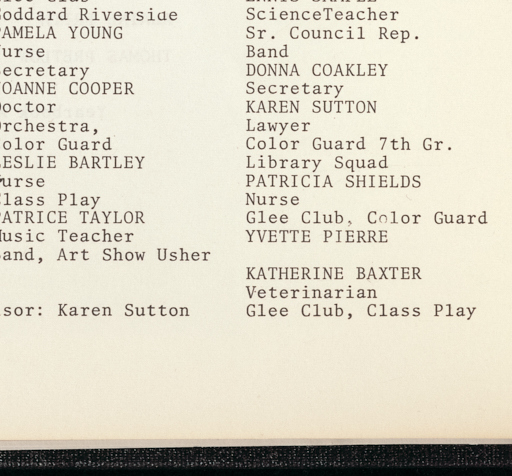 Goddard Riverside
PAMELA YOUNG
Nurse
Secretary
JOANNE COOPER
Doctor
Orchestra,
Color Guard
LESLIE BARTLEY
Nurse
Class Play
PATRICE TAYLOR
Music Teacher
Band, Art Show Usher
sor: Karen Sutton
ScienceTeacher
Sr. Council Rep.
Band
DONNA COAKLEY
Secretary
KAREN SUTTON
Lawyer
Color Guard 7th Gr.
Library Squad
PATRICIA SHIELDS
Nurse
Glee Club, Color Guard
YVETTE PIERRE
KATHERINE BAXTER
Veterinarian
Glee Club, Class Play